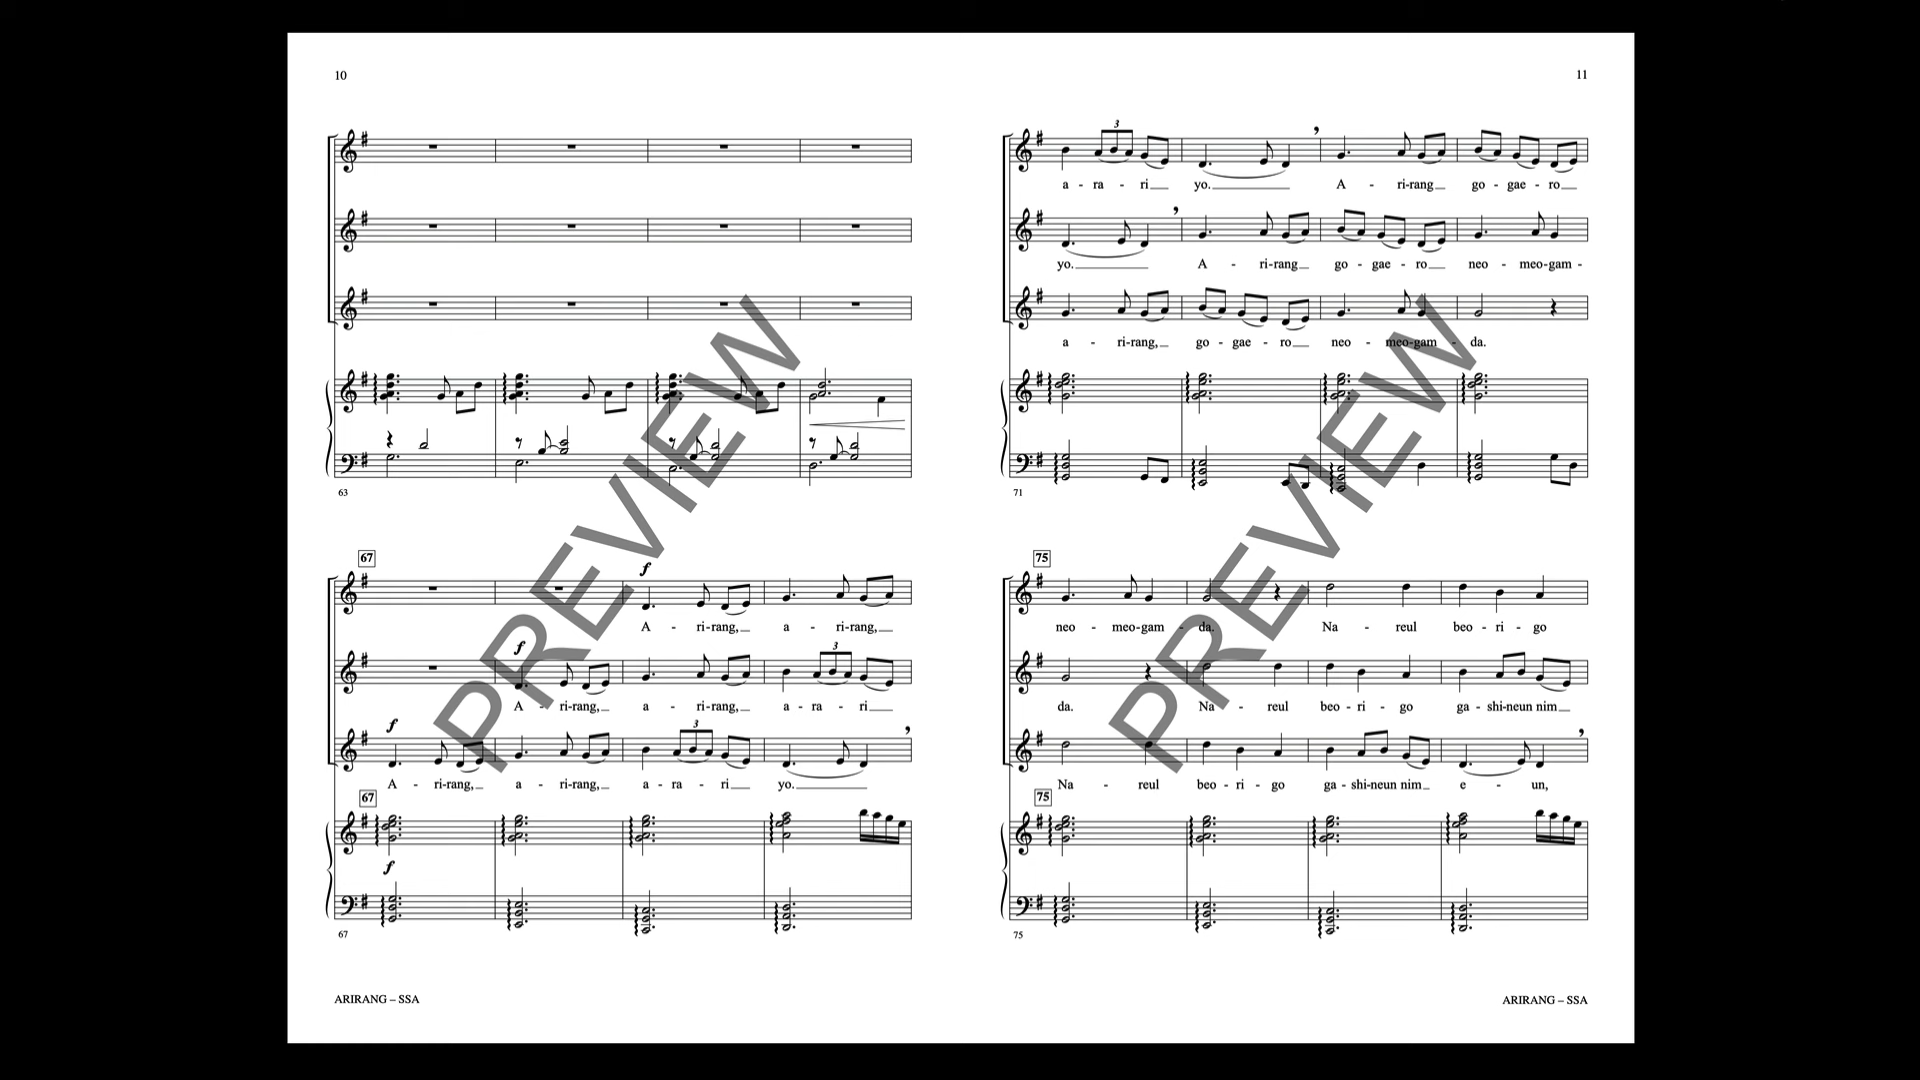 10
63
67
f
A - ri-rang, a - ri-rang,
f
A - ri-rang, a - ri-rang, a - ra - ri
f
3
A - ri-rang, a - ri-rang, a - ra - ri yo.
67
f
67
ARIRANG – SSA
PREVIEW
11
3
a - ra - ri yo. A - ri-rang go - gae - ro
yo. A - ri-rang go - gae - ro neo - meo-gam -
a - ri-rang, go - gae - ro neo - meo-gam - da.
71
75
neo - meo-gam - da. Na - reul beo - ri - go
da. Na - reul beo - ri - go ga - shi-neun nim
Na - reul beo - ri - go ga - shi-neun nim e - un,
75
75
ARIRANG – SSA
PREVIEW